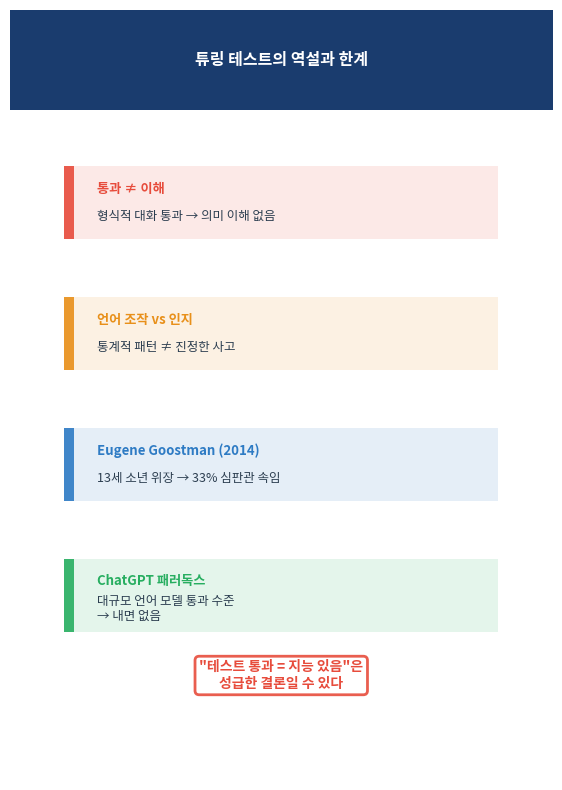 튜링 테스트의 역설과 한계
통과 ≠ 이해
형식적 대화 통과 → 의미 이해 없음
언어 조작 vs 인지
통계적 패턴 ≠ 진정한 사고
Eugene Goostman (2014)
13세 소년 위장 → 33% 심판관 속임
ChatGPT 패러독스
대규모 언어 모델 통과 수준
→ 내면 없음
"테스트 통과 = 지능 있음"은
성급한 결론일 수 있다